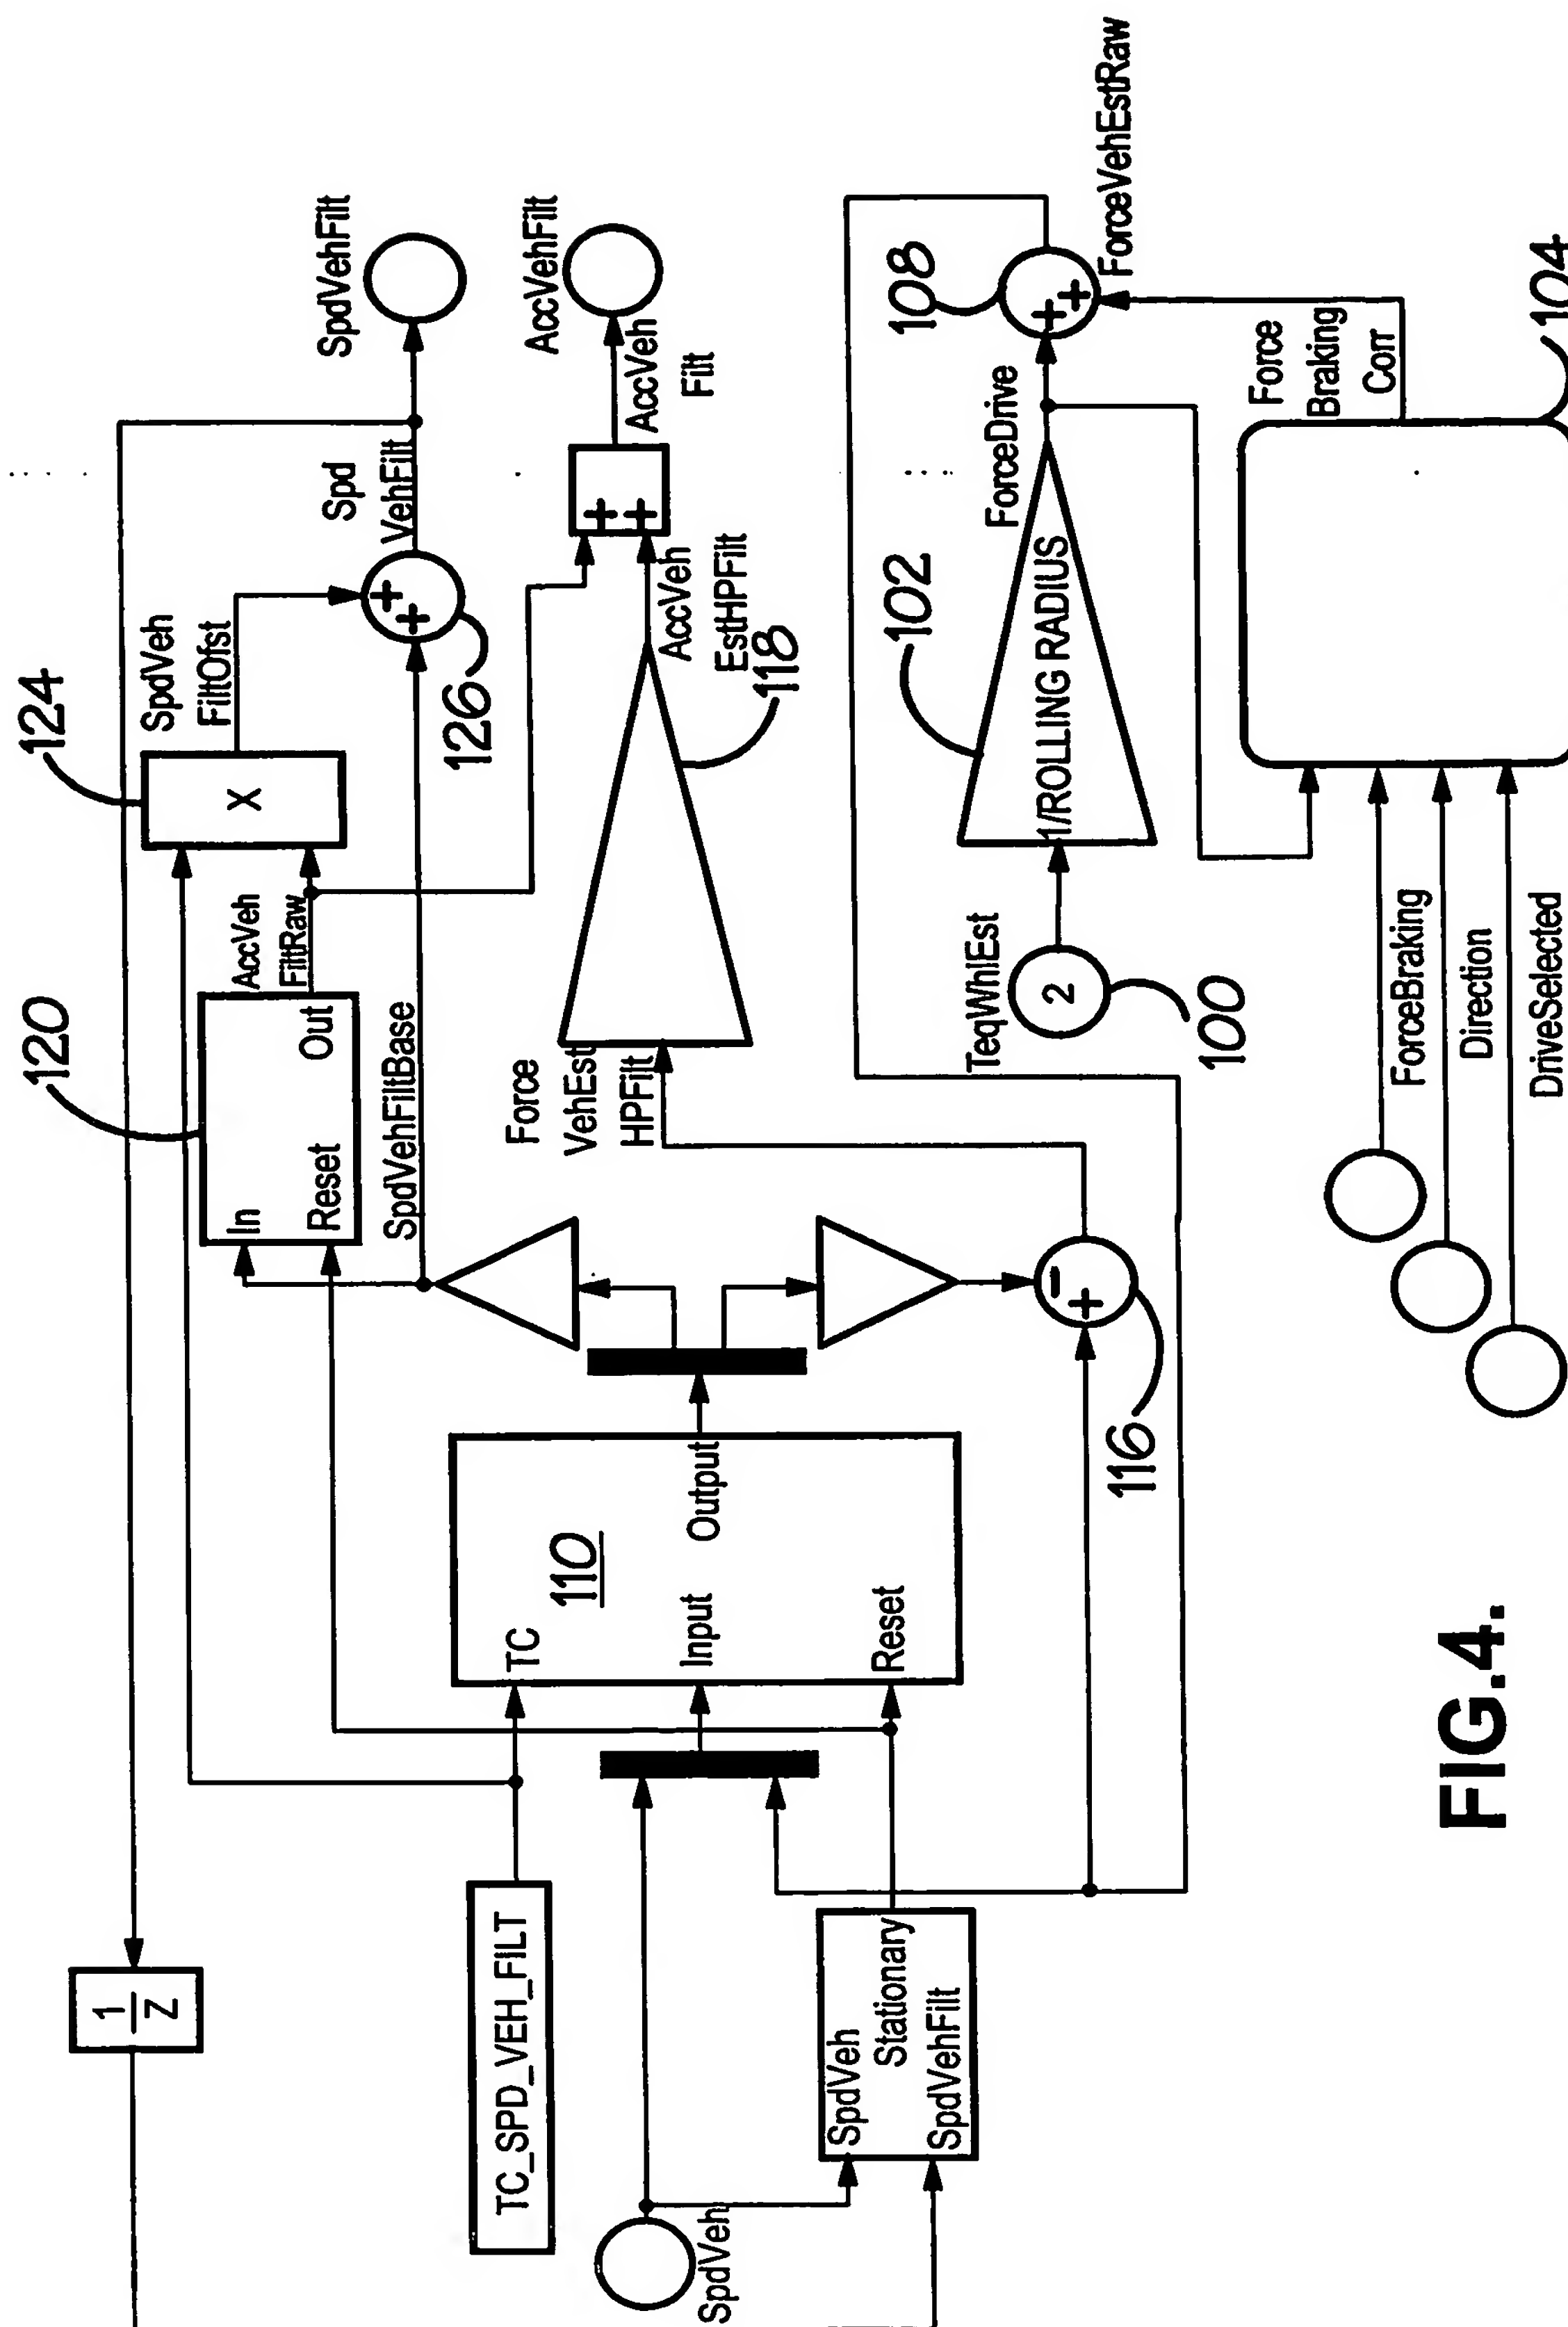 1
Z
TC_SPD_VEH_FILT
SpdVeh
SpdVeh
Stationary
SpdVehFilt
TC
Input
Reset
Output
110
120
In
Reset
Out
AccVeh
FiltRaw
124
X
SpdVeh
FiltOfst
SpdVehFiltBase
+
+
126
Spd
VehFilt
SpdVehFilt
Force
VehEst
HPFilt
118
AccVeh
EstHPFilt
+
+
AccVeh
Filt
AccVehFilt
-
+
116
TeqWhlEst
2
100
1/ROLLING RADIUS
102
ForceDrive
+
+
108
ForceVehEstRaw
ForceBraking
Direction
DriveSelected
Force
Braking
Corr
104
FIG.4.